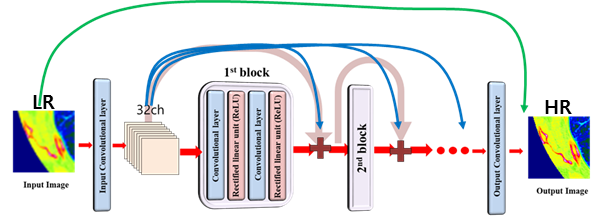 LR
HR
1st block
32ch
Input Convolutional layer
Convolutional layer
Rectified linear unit (ReLU)
Convolutional layer
Rectified linear unit (ReLU)
2nd block
Output Convolutional layer
Input Image
Output Image